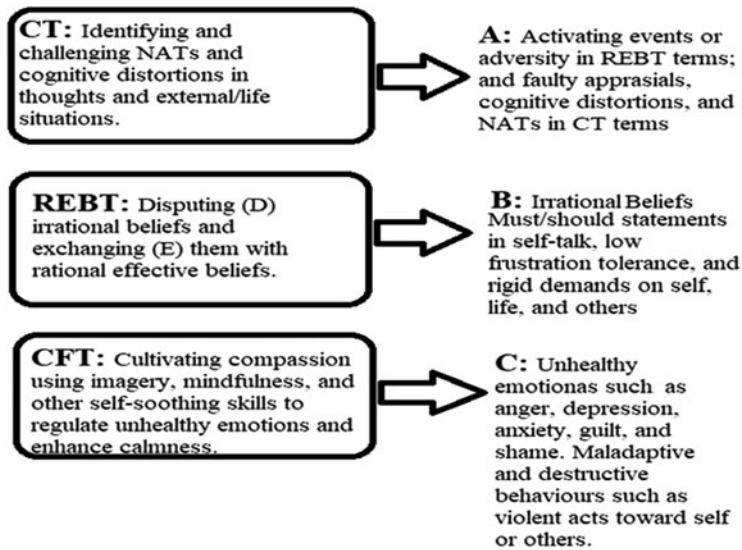 CT: Identifying and
challenging NATs and
cognitive distortions in
thoughts and external/life
situations.
A: Activating events or
adversity in REBT terms;
and faulty apprasials,
cognitive distortions, and
NATs in CT terms
REBT: Disputing (D)
irrational beliefs and
exchanging (E) them with
rational effective beliefs.
B: Irrational Beliefs
Must/should statements
in self-talk, low
frustration tolerance, and
rigid demands on self,
life, and others
CFT: Cultivating compassion
using imagery, mindfulness, and
other self-soothing skills to
regulate unhealthy emotions and
enhance calmness.
C: Unhealthy
emotionas such as
anger, depression,
anxiety, guilt, and
shame. Maladaptive
and destructive
behaviours such as
violent acts toward self
or others.